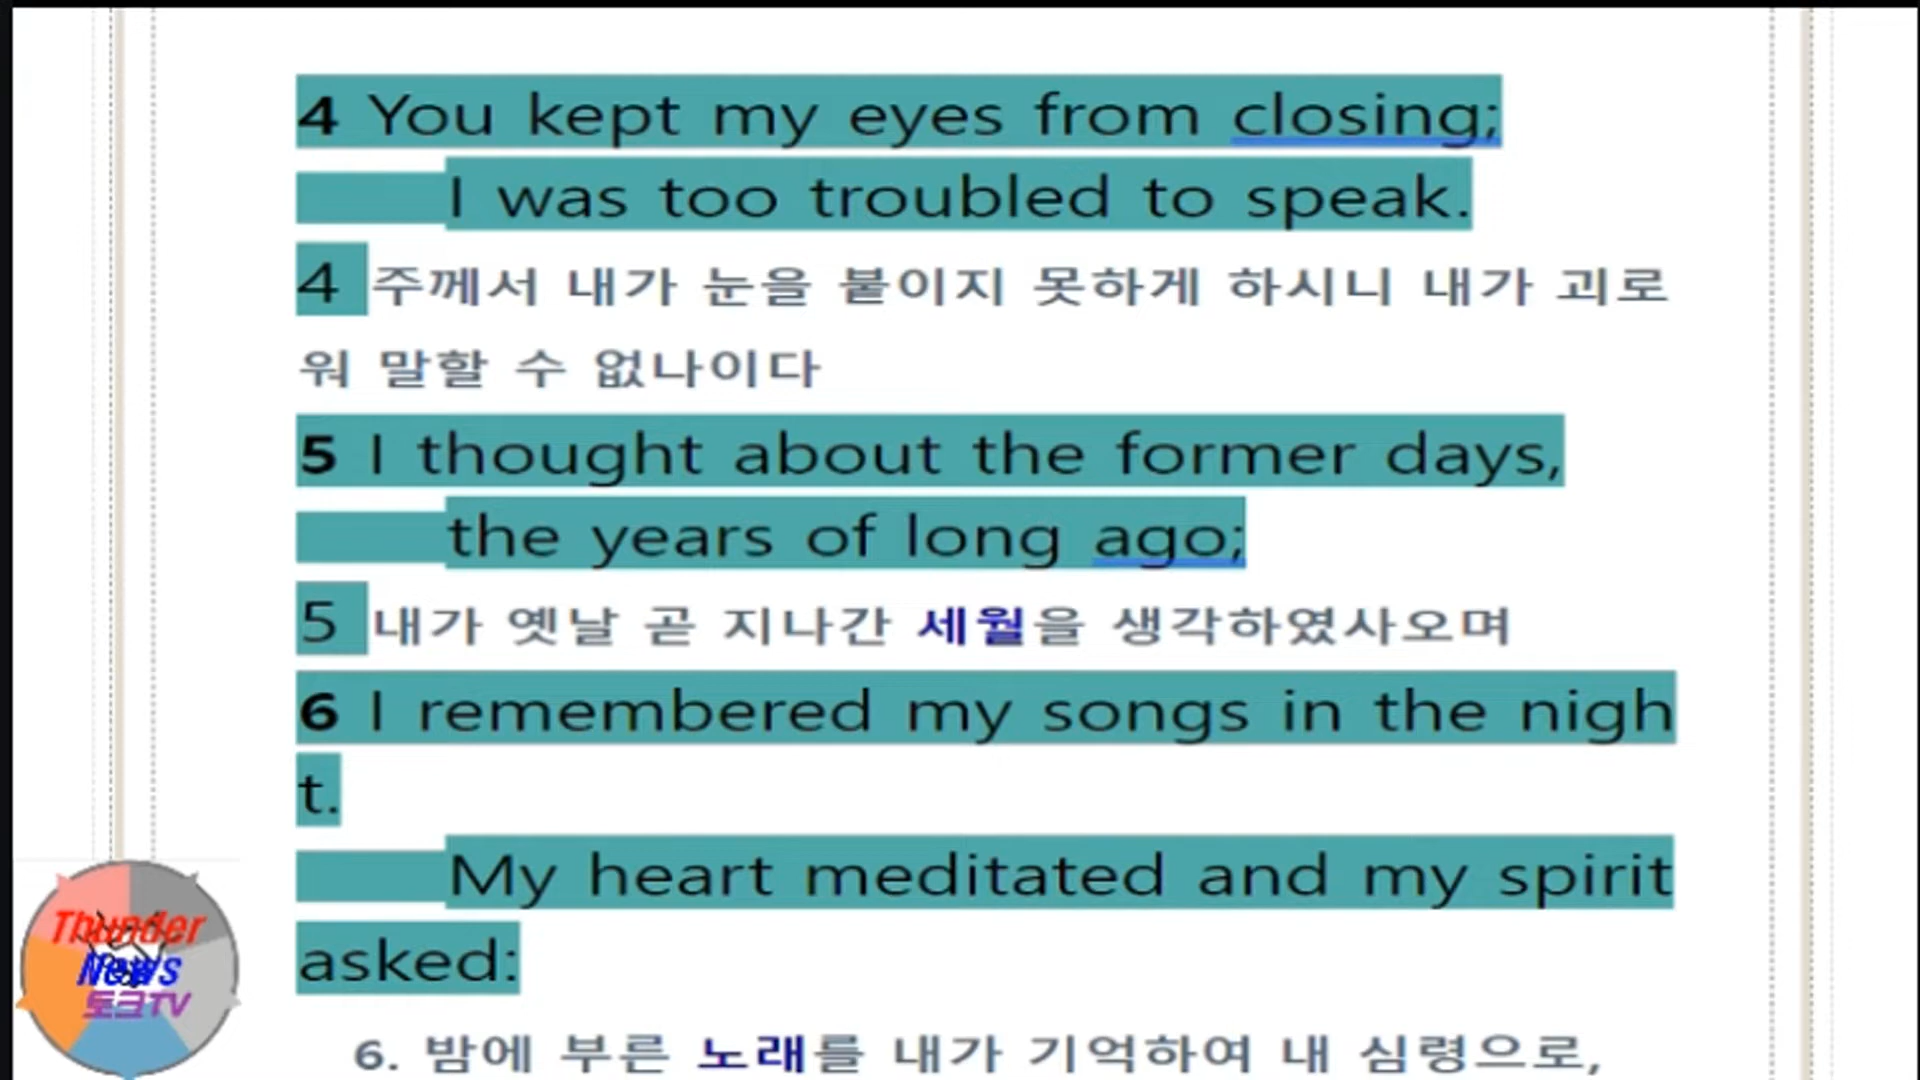 4 You kept my eyes from closing;
I was too troubled to speak.
4 주께서 내가 눈을 붙이지 못하게 하시니 내가 괴로
워 말할 수 없나이다
5 I thought about the former days,
the years of long ago;
5 내가 옛날 곧 지나간 세월을 생각하였사오며
6 I remembered my songs in the nigh
t.
My heart meditated and my spirit
asked:
6. 밤에 부른 노래를 내가 기억하여 내 심령으로,
Thunder
News
토크TV